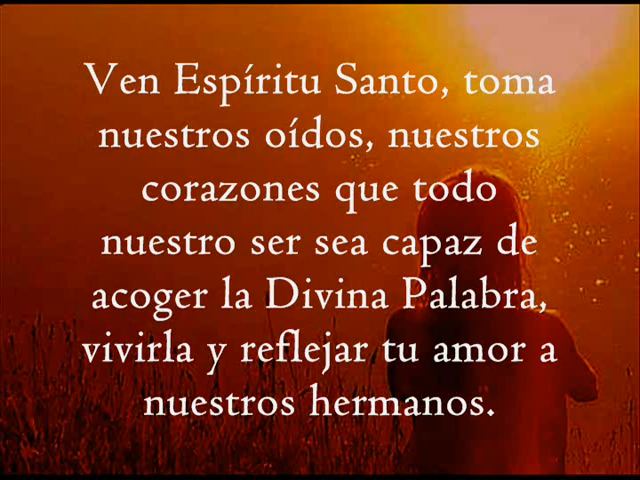 Ven Espíritu Santo, toma
nuestros oídos, nuestros
corazones que todo
nuestro ser sea capaz de
acoger la Divina Palabra,
vivirla y reflejar tu amor a
nuestros hermanos.